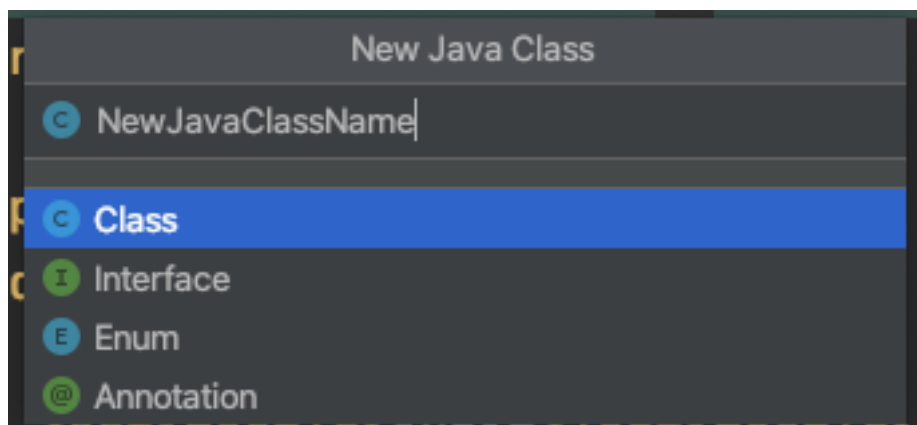 New Java Class
C NewJavaClassName
C Class
I Interface
E Enum
@ Annotation